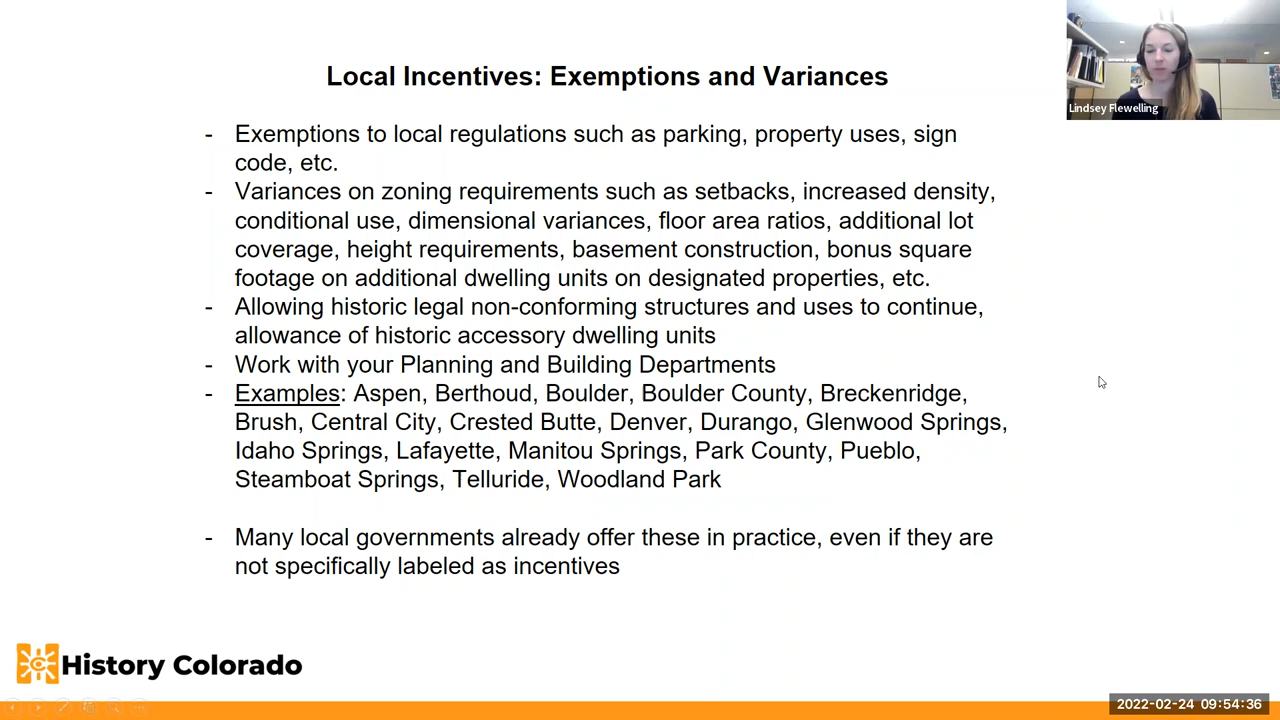 Local Incentives: Exemptions and Variances
Lindsey Flewelling
- Exemptions to local regulations such as parking, property uses, sign
code, etc.
- Variances on zoning requirements such as setbacks, increased density,
conditional use, dimensional variances, floor area ratios, additional lot
coverage, height requirements, basement construction, bonus square
footage on additional dwelling units on designated properties, etc.
- Allowing historic legal non-conforming structures and uses to continue,
allowance of historic accessory dwelling units
- Work with your Planning and Building Departments
- Examples: Aspen, Berthoud, Boulder, Boulder County, Breckenridge,
Brush, Central City, Crested Butte, Denver, Durango, Glenwood Springs,
Idaho Springs, Lafayette, Manitou Springs, Park County, Pueblo,
Steamboat Springs, Telluride, Woodland Park
- Many local governments already offer these in practice, even if they are
not specifically labeled as incentives
History Colorado
2022-02-24 09:54:36